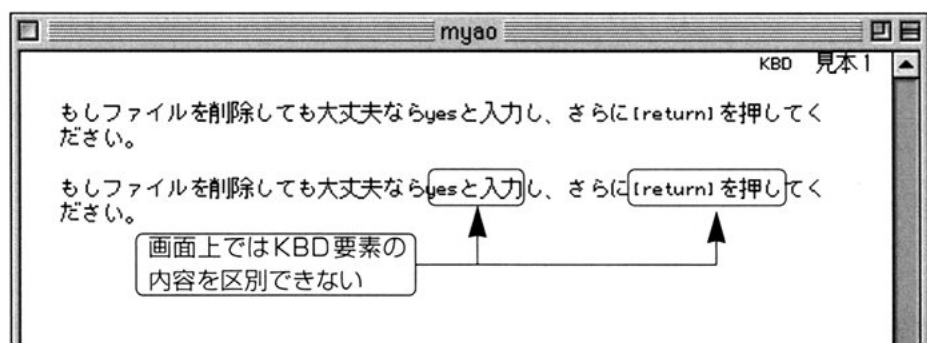 myao
KBD 見本1
もしファイルを削除しても大丈夫ならyesと入力し、さらに[return]を押してく
ださい。
もしファイルを削除しても大丈夫ならyesと入力し、さらに[return]を押してく
ださい。
画面上ではKBD要素の
内容を区別できない